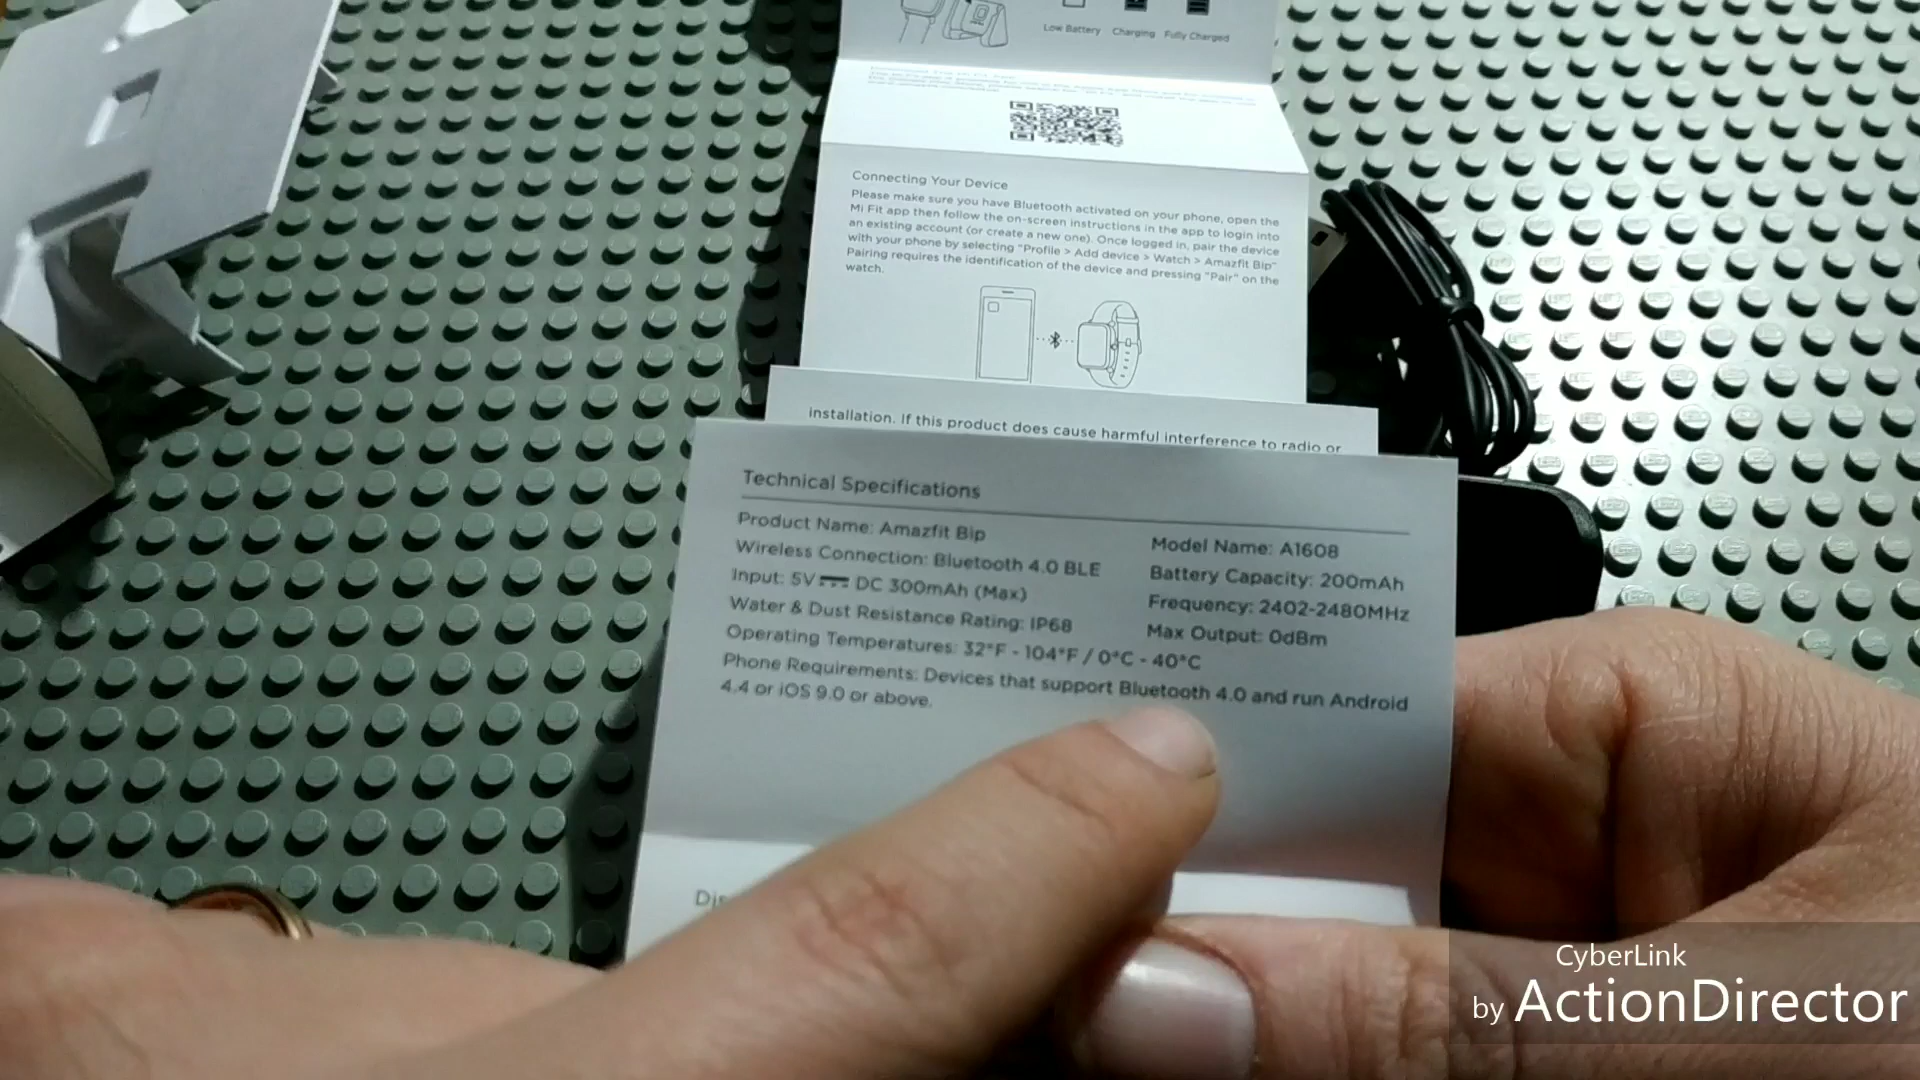 Low Battery Charging Fully Charged
Connecting Your Device
Please make sure you have Bluetooth activated on your phone, open the
Mi Fit app then follow the on-screen instructions in the app to login into
an existing account (or create a new one). Once logged in, pair the device
with your phone by selecting "Profile > Add device > Watch > Amazfit Bip"
Pairing requires the identification of the device and pressing "Pair" on the
watch.
installation. If this product does cause harmful interference to radio or
Technical Specifications
Product Name: Amazfit Bip
Model Name: A1608
Wireless Connection: Bluetooth 4.0 BLE
Battery Capacity: 200mAh
Input: 5V⎓DC 300mAh (Max)
Frequency: 2402-2480MHz
Water & Dust Resistance Rating: IP68
Max Output: 0dBm
Operating Temperatures: 32°F - 104°F / 0°C - 40°C
Phone Requirements: Devices that support Bluetooth 4.0 and run Android
4.4 or iOS 9.0 or above.
CyberLink
by ActionDirector